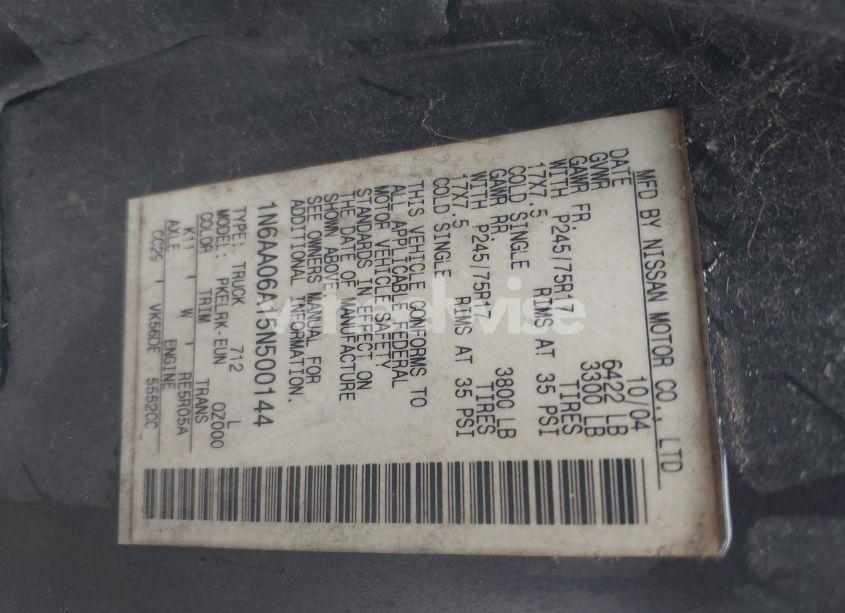 MFD BY NISSAN MOTOR CO., LTD
DATE 10/04
GVWR 6422 LB
GAWR FR. 3300 LB
WITH P245/75R17 TIRES
17X7.5 RIMS AT 35 PSI
COLD SINGLE
GAWR RR. 3800 LB
WITH P245/75R17 TIRES
17X7.5 RIMS AT 35 PSI
COLD SINGLE
THIS VEHICLE CONFORMS TO
ALL APPLICABLE FEDERAL
MOTOR VEHICLE SAFETY
STANDARDS IN EFFECT ON
THE DATE OF MANUFACTURE
SHOWN ABOVE.
SEE OWNERS MANUAL FOR
ADDITIONAL INFORMATION.
1N6AA06A15N500144
TYPE: TRUCK 712 L
MODEL: PKELRK-EUN 0Z000
COLOR TRIM TRANS
K11 W RE5R05A
AXLE ENGINE
CC29 VK56DE 5552CC